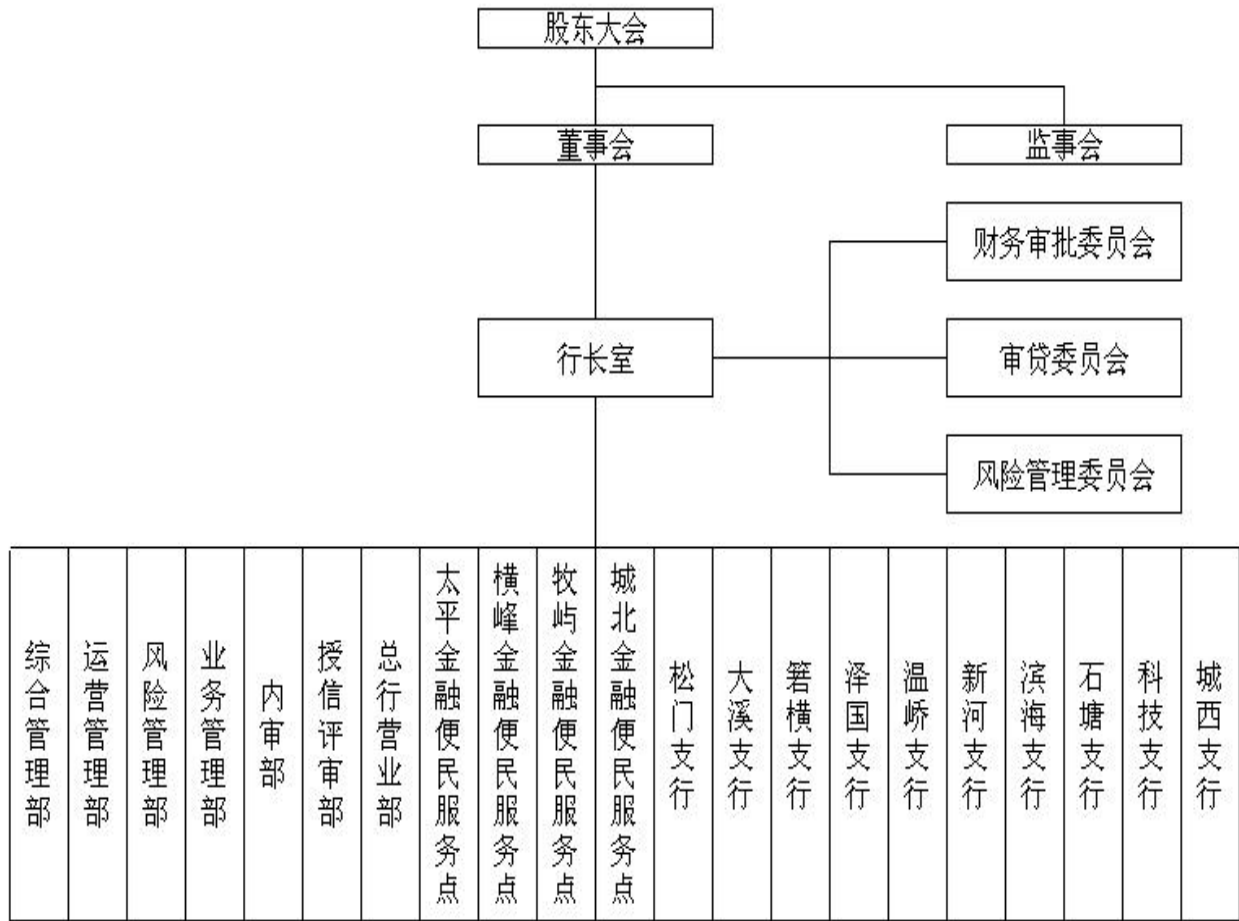 股东大会
董事会
监事会
财务审批委员会
行长室
审贷委员会
风险管理委员会
综合管理部
运营管理部
风险管理部
业务管理部
内审部
授信评审部
总行营业部
太平金融便民服务点
横峰金融便民服务点
牧屿金融便民服务点
城北金融便民服务点
松门支行
大溪支行
箬横支行
泽国支行
温峤支行
新河支行
滨海支行
石塘支行
科技支行
城西支行